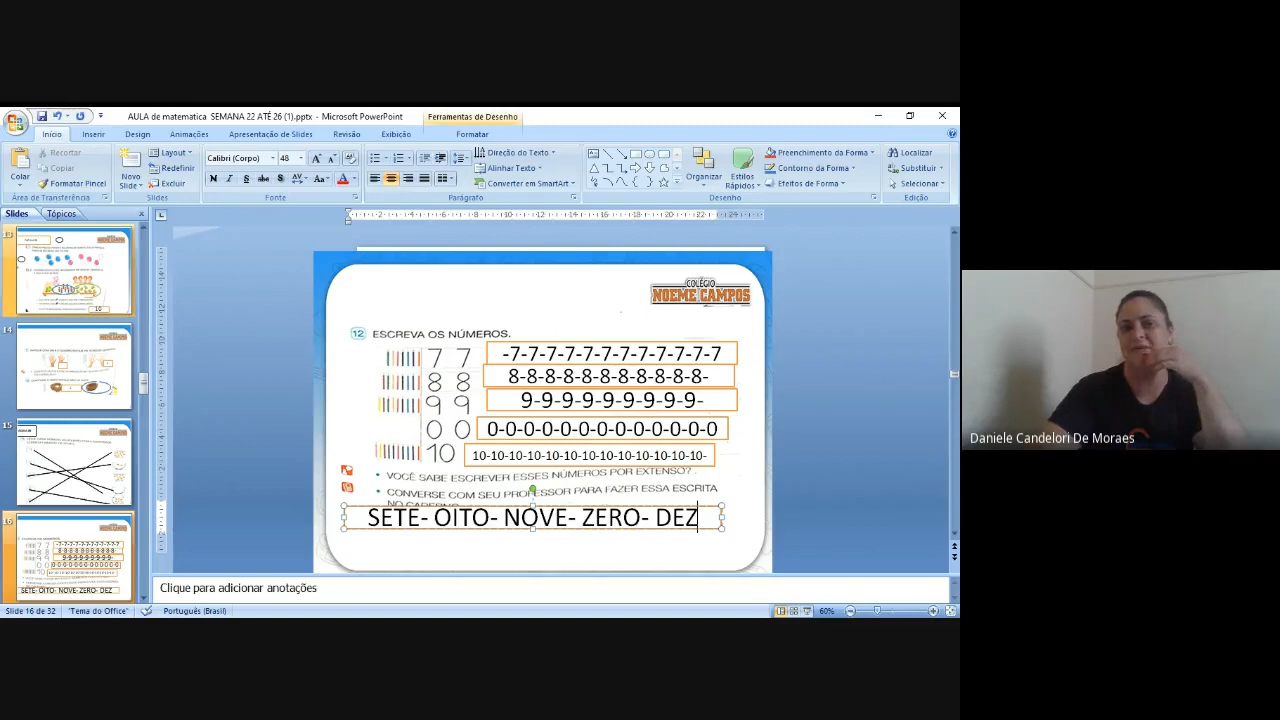 AULA de matematica SEMANA 22 ATÉ 26 (1).pptx - Microsoft PowerPoint
Ferramentas de Desenho
Início Inserir Design Animações Apresentação de Slides Revisão Exibição Formatar
Colar
Recortar
Copiar
Formatar Pincel
Área de Transferência
Novo Slide
Layout
Redefinir
Excluir
Slides
Calibri (Corpo) 48
Fonte
Direção do Texto
Alinhar Texto
Converter em SmartArt
Parágrafo
Organizar
Estilos Rápidos
Preenchimento da Forma
Contorno da Forma
Efeitos de Forma
Desenho
Localizar
Substituir
Selecionar
Edição
Slides Tópicos
14
15
16
COLÉGIO
NOEME CAMPOS
12 ESCREVA OS NÚMEROS.
7 7 -7-7-7-7-7-7-7-7-7-7-7-7
8 8 8-8-8-8-8-8-8-8-8-8-8-
9 9 9-9-9-9-9-9-9-9-9-
0 0 0-0-0-0-0-0-0-0-0-0-0-0-0
10 10-10-10-10-10-10-10-10-10-10-10-10-10-
• VOCÊ SABE ESCREVER ESSES NÚMEROS POR EXTENSO?
• CONVERSE COM SEU PROFESSOR PARA FAZER ESSA ESCRITA
NO CADERNO
SETE- OITO- NOVE- ZERO- DEZ
Clique para adicionar anotações
Slide 16 de 32 "Tema do Office" Português (Brasil) 60%
Daniele Candelori De Moraes